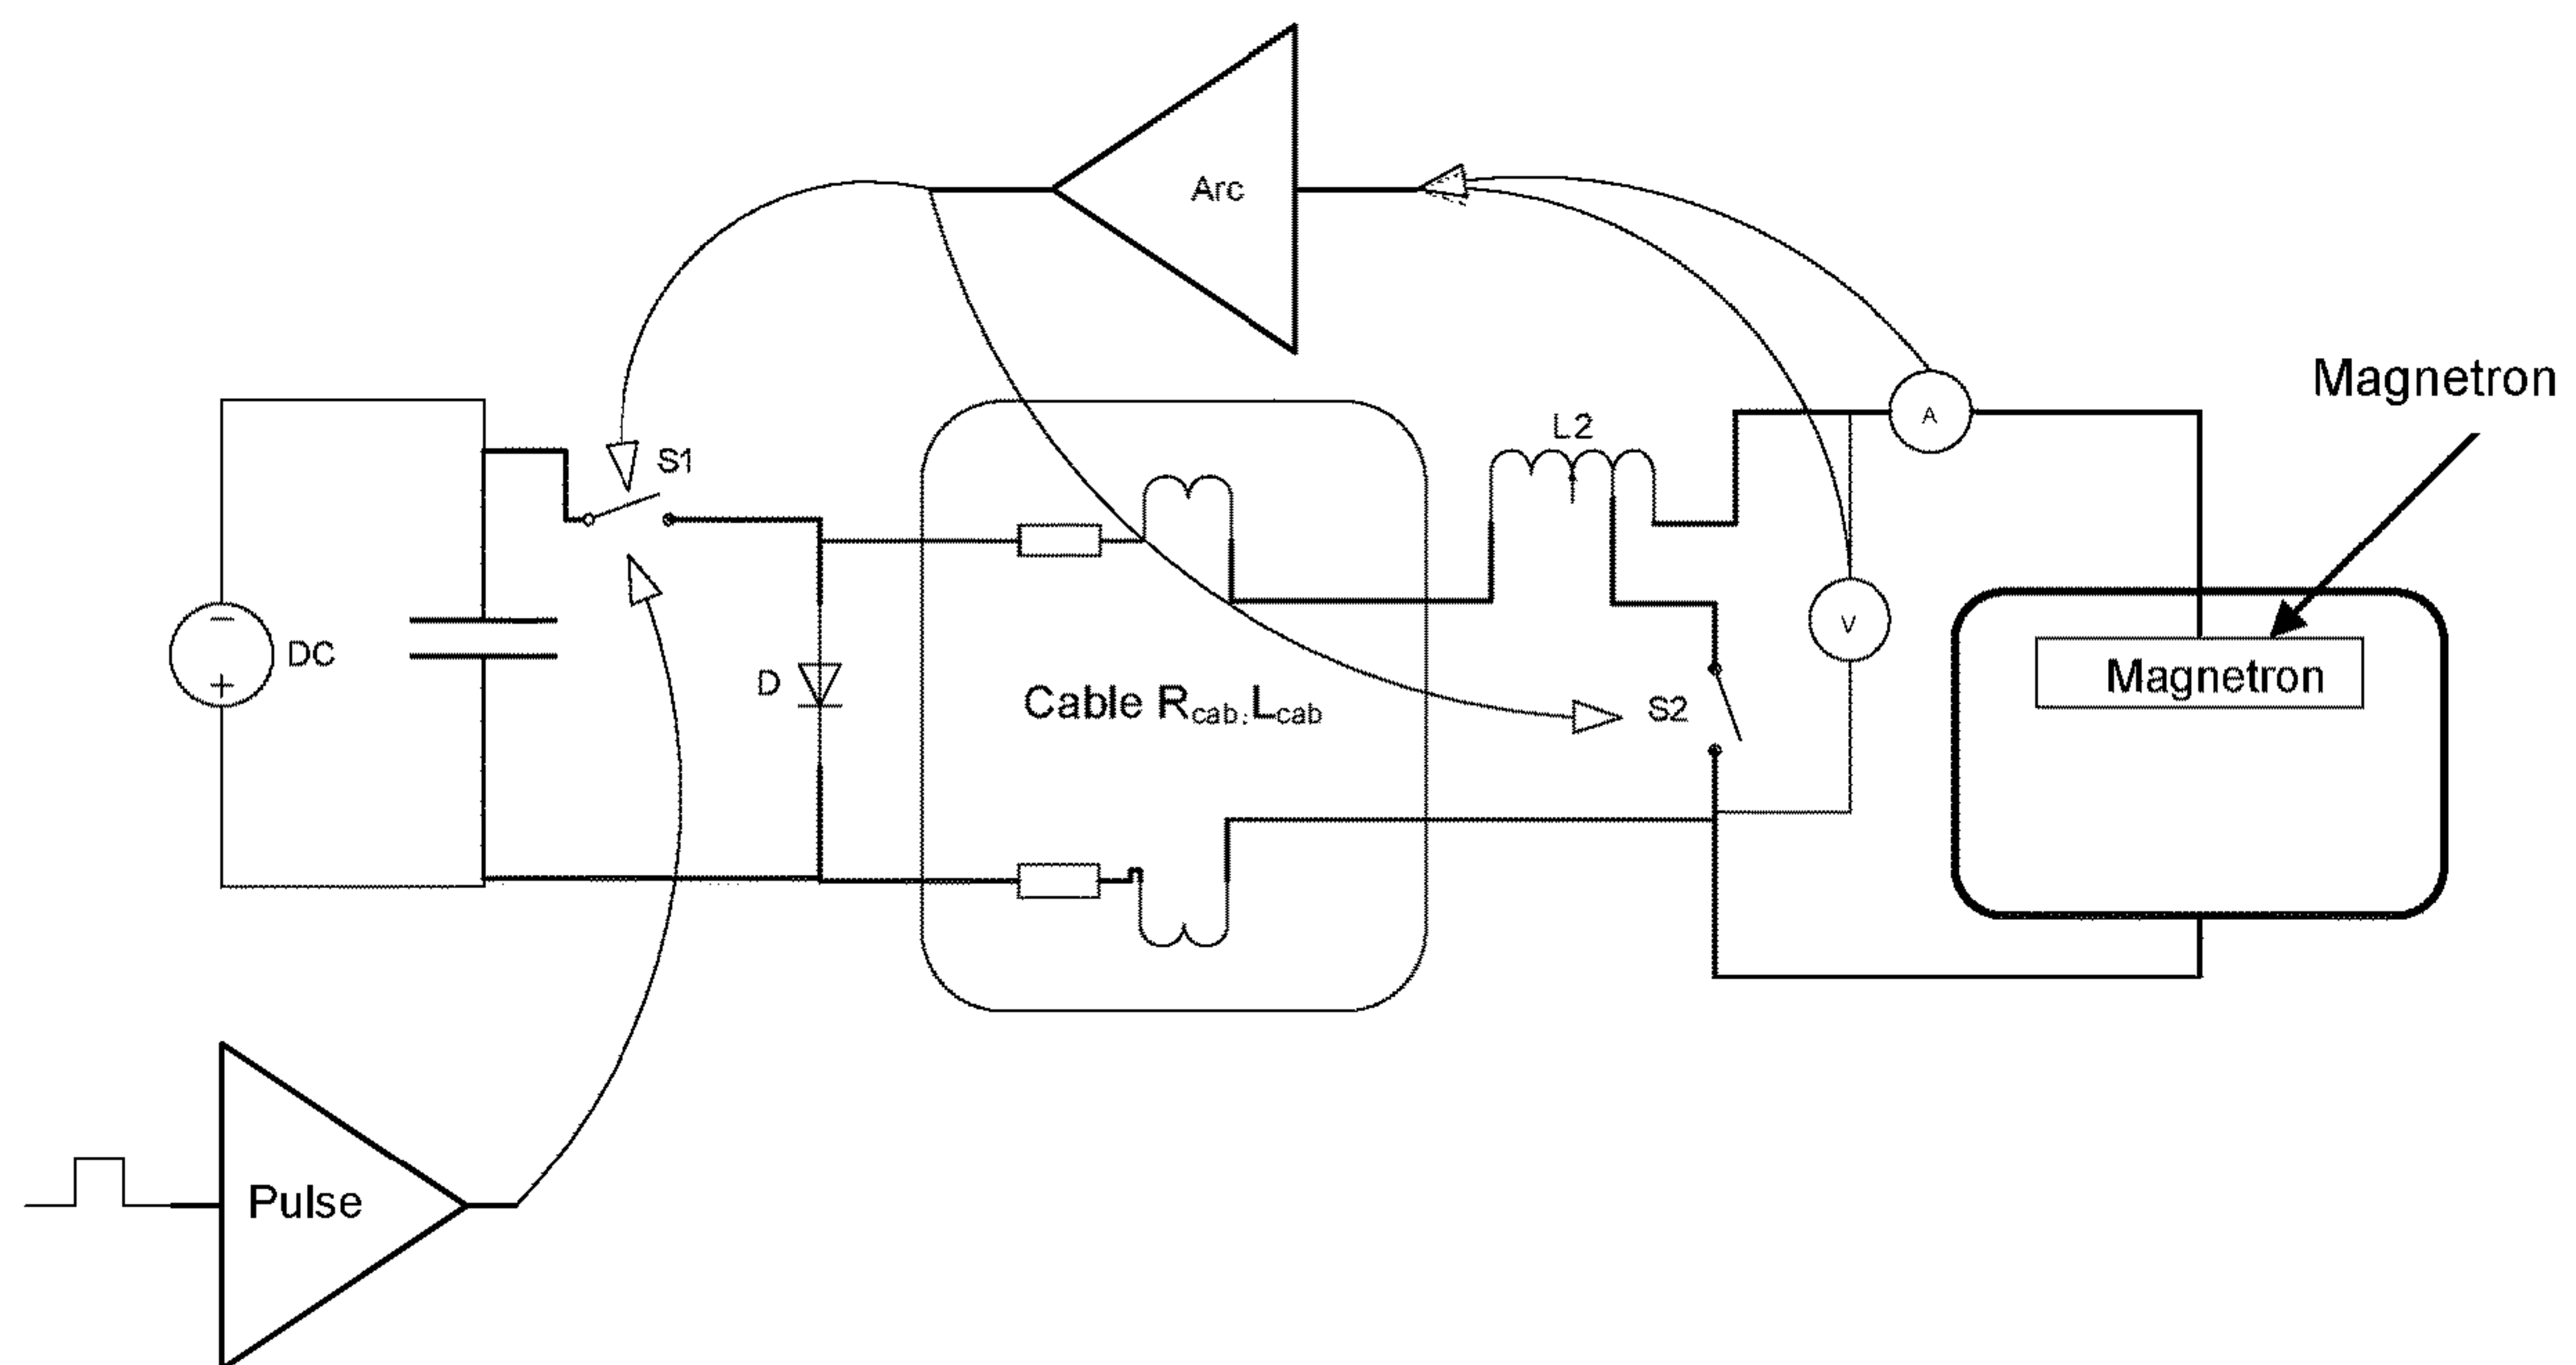 Arc
Magnetron
A
L2
S1
V
DC
−
+
D
Cable Rcab, Lcab
S2
Magnetron
Pulse